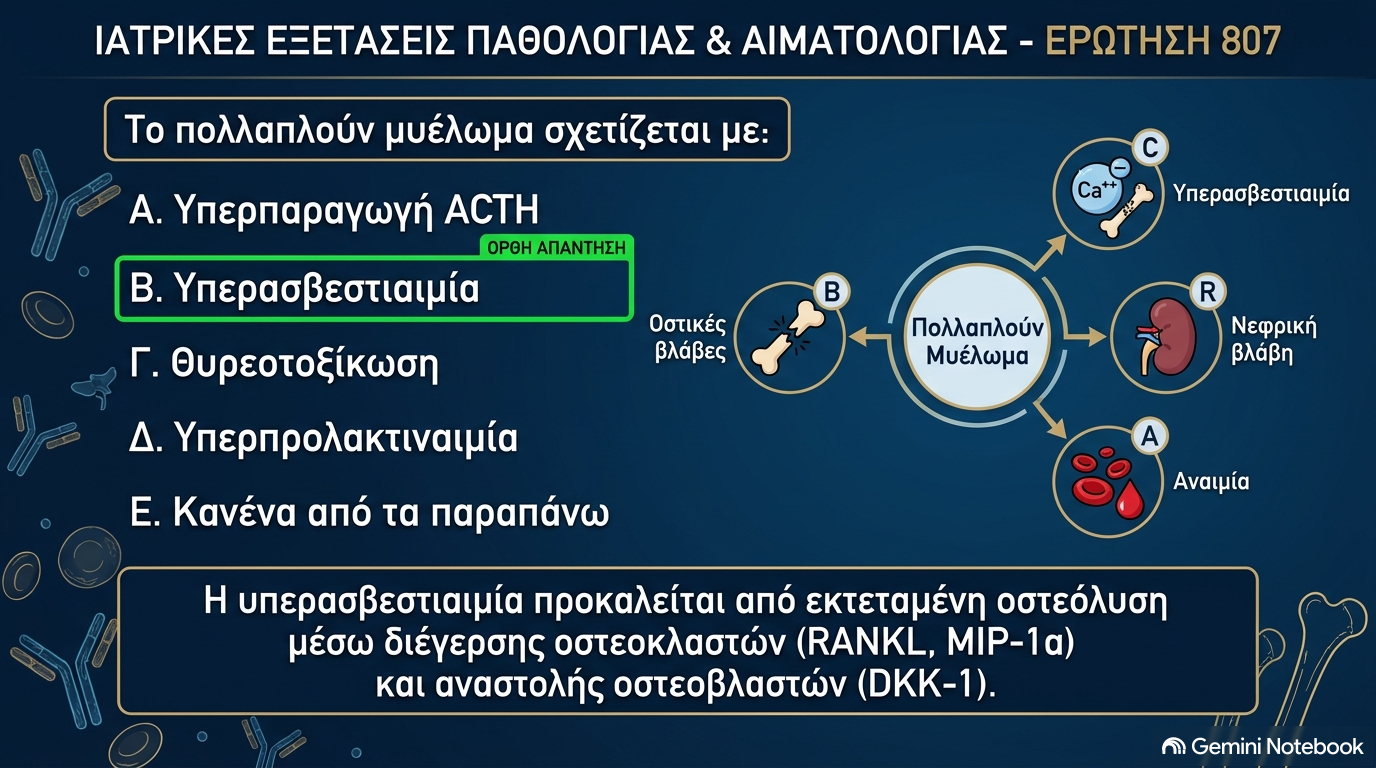 ΙΑΤΡΙΚΕΣ ΕΞΕΤΑΣΕΙΣ ΠΑΘΟΛΟΓΙΑΣ & ΑΙΜΑΤΟΛΟΓΙΑΣ - ΕΡΩΤΗΣΗ 807
Το πολλαπλούν μυέλωμα σχετίζεται με:
Α. Υπερπαραγωγή ACTH
ΟΡΘΗ ΑΠΑΝΤΗΣΗ
Β. Υπερασβεστιαιμία
Γ. Θυρεοτοξίκωση
Δ. Υπερπρολακτιναιμία
Ε. Κανένα από τα παραπάνω
C
Ca⁺⁺
−
Υπερασβεστιαιμία
B
Οστικές
βλάβες
Πολλαπλούν
Μυέλωμα
R
Νεφρική
βλάβη
A
Αναιμία
Η υπερασβεστιαιμία προκαλείται από εκτεταμένη οστεόλυση
μέσω διέγερσης οστεοκλαστών (RANKL, MIP-1α)
και αναστολής οστεοβλαστών (DKK-1).
Gemini Notebook